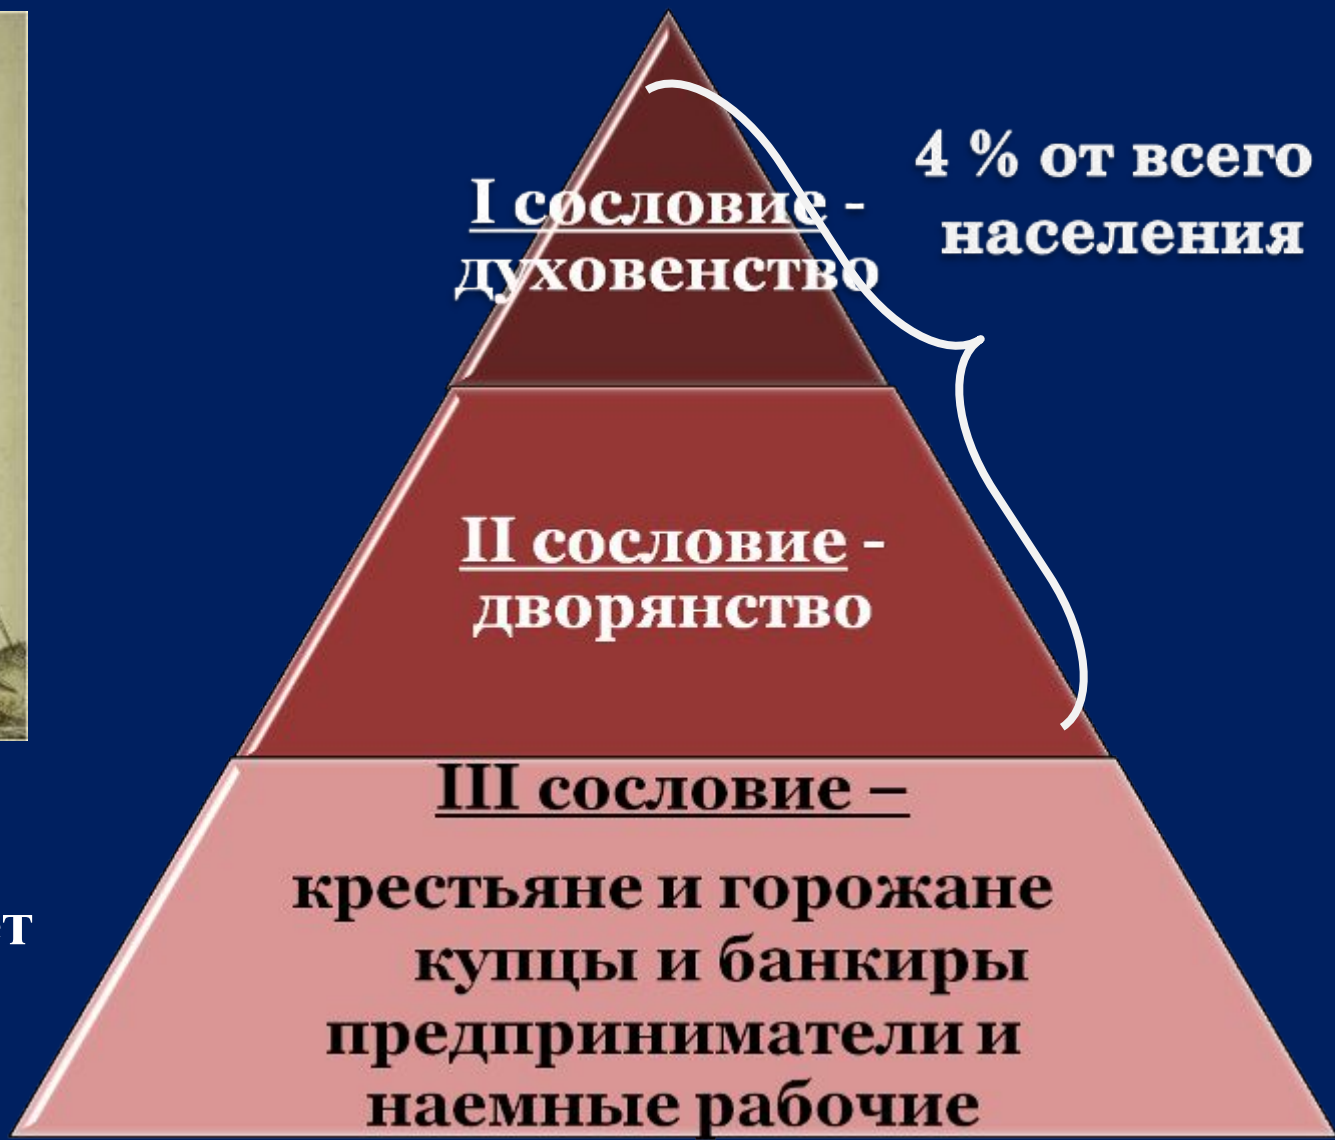 I сословие -
духовенство
4 % от всего
населения
II сословие -
дворянство
III сословие –
крестьяне и горожане
купцы и банкиры
предприниматели и
наемные рабочие